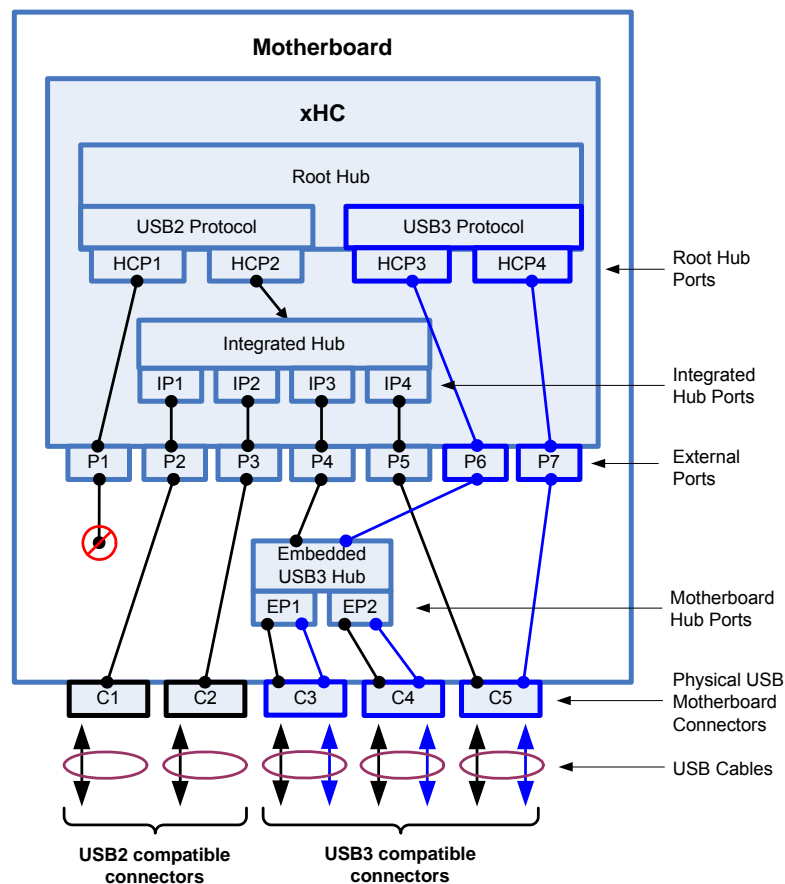 Motherboard
xHC
Root Hub
USB2 Protocol
USB3 Protocol
HCP1
HCP2
HCP3
HCP4
Root Hub
Ports
Integrated Hub
IP1
IP2
IP3
IP4
Integrated
Hub Ports
P1
P2
P3
P4
P5
P6
P7
External
Ports
Embedded
USB3 Hub
EP1
EP2
Motherboard
Hub Ports
C1
C2
C3
C4
C5
Physical USB
Motherboard
Connectors
USB Cables
USB2 compatible
connectors
USB3 compatible
connectors